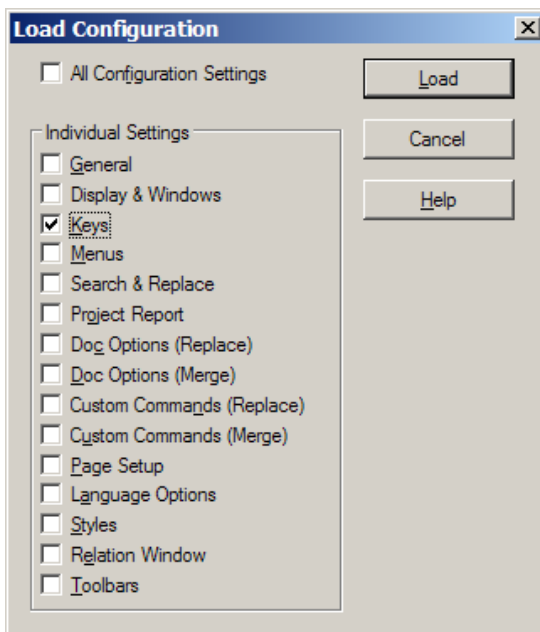 Load Configuration
All Configuration Settings
Load
Individual Settings
Cancel
General
Display & Windows
Help
Keys
Menus
Search & Replace
Project Report
Doc Options (Replace)
Doc Options (Merge)
Custom Commands (Replace)
Custom Commands (Merge)
Page Setup
Language Options
Styles
Relation Window
Toolbars